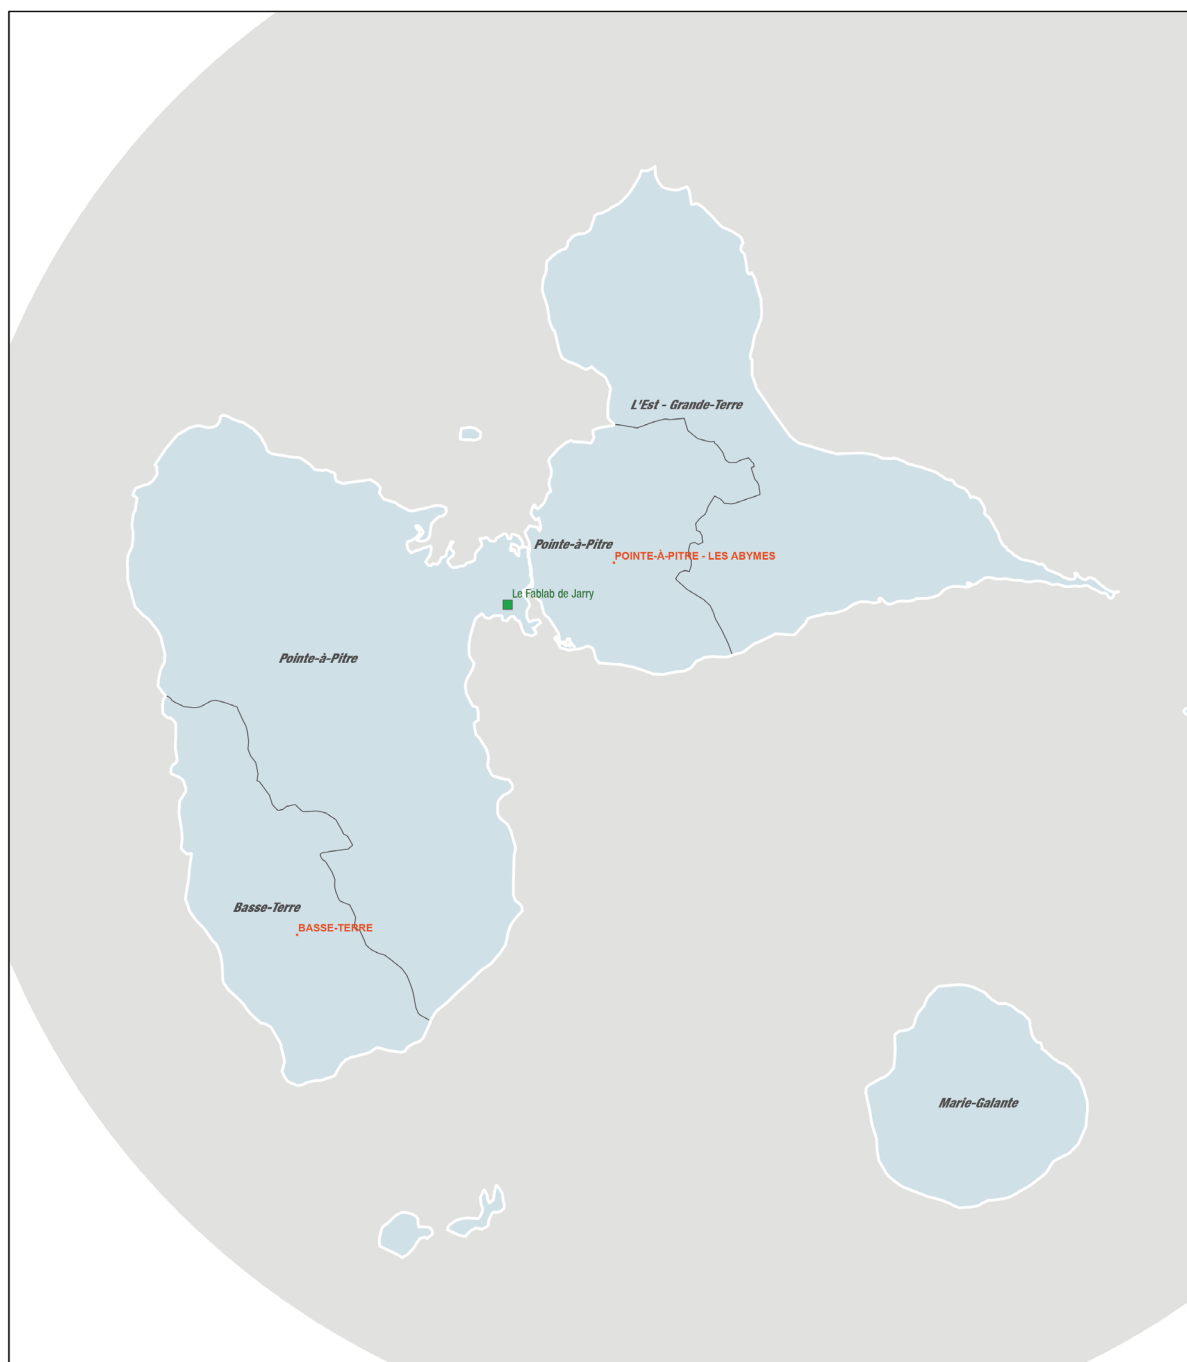 L'Est - Grande-Terre
Pointe-à-Pitre
POINTE-À-PITRE - LES ABYMES
Le Fablab de Jarry
Pointe-à-Pitre
Basse-Terre
BASSE-TERRE
Marie-Galante